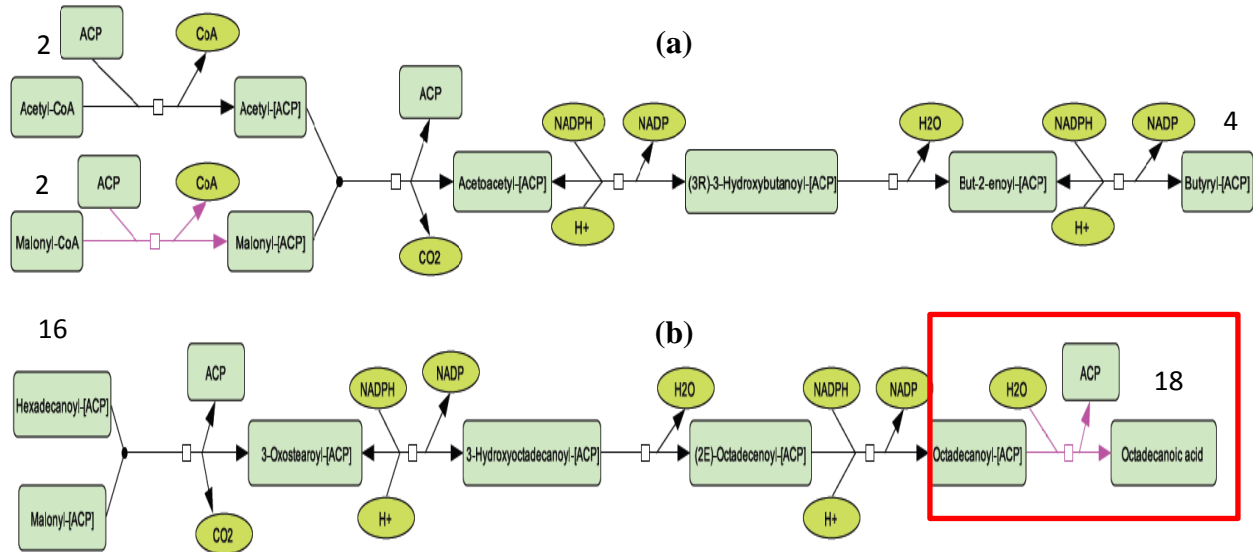 2
ACP
CoA
(a)
Acetyl-CoA
Acetyl-[ACP]
ACP
NADPH
NADP
H2O
NADPH
NADP
4
2
ACP
CoA
Acetoacetyl-[ACP]
(3R)-3-Hydroxybutanoyl-[ACP]
But-2-enoyl-[ACP]
Butyryl-[ACP]
Malonyl-CoA
Malonyl-[ACP]
CO2
H+
H+
16
(b)
ACP
NADPH
NADP
H2O
NADPH
NADP
H2O
ACP
18
Hexadecanoyl-[ACP]
3-Oxostearoyl-[ACP]
3-Hydroxyoctadecanoyl-[ACP]
(2E)-Octadecenoyl-[ACP]
Octadecanoyl-[ACP]
Octadecanoic acid
Malonyl-[ACP]
CO2
H+
H+